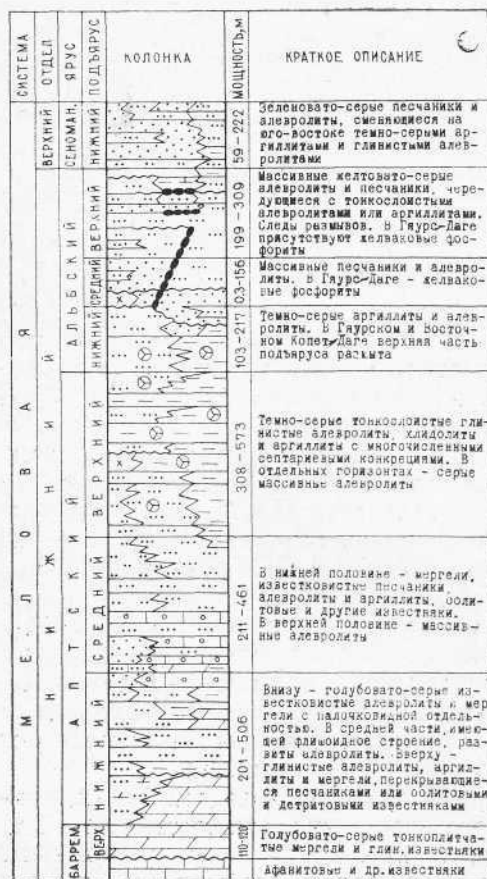 СИСТЕМА
ОТДЕЛ
ЯРУС
ПОДЪЯРУС
КОЛОНКА
МОЩНОСТЬ,м
КРАТКОЕ ОПИСАНИЕ
МЕЛОВАЯ
ВЕРХНИЙ
СЕНОМАН.
НИЖНИЙ
59-222
Зеленовато-серые песчаники и
алевролиты, сменяющиеся на
юго-востоке темно-серыми ар-
гиллитами и глинистыми алев-
ролитами
НИЖНИЙ
АЛЬБСКИЙ
ВЕРХНИЙ
199-309
Массивные желтовато-серые
алевролиты и песчаники, чере-
дующиеся с тонкослоистыми
алевролитами или аргиллитами.
Следы размывов. В Гяурс-Даге
присутствуют желваковые фос-
фориты
СРЕДНИЙ
0,3-156
Массивные песчаники и алевро-
литы. В Гяурс-Даге - желвако-
вые фосфориты
НИЖНИЙ
103-217
Темно-серые аргиллиты и алев-
ролиты. В Гяурском и Восточ-
ном Копет-Даге верхняя часть
подъяруса размыта
АПТСКИЙ
ВЕРХНИЙ
308-573
Темно-серые тонкослоистые гли-
нистые алевролиты, хлидолиты
и аргиллиты с многочисленными
септариевыми конкрециями. В
отдельных горизонтах - серые
массивные алевролиты
СРЕДНИЙ
211-461
В нижней половине - мергели,
известковистые песчаники,
алевролиты и аргиллиты, ооли-
товые и другие известняки.
В верхней половине - массив-
ные алевролиты
НИЖНИЙ
201-506
Внизу - голубовато-серые из-
вестковистые алевролиты и мер
гели с палочковидной отдель-
ностью. В средней части, имею-
щей флишоидное строение, раз-
виты алевролиты. Вверху -
глинистые алевролиты, аргил-
литы и мергели, перекрывающие-
ся песчаниками или оолитовыми
и детритовыми известняками
БАРРЕМ.
ВЕРХ.
110-120
Голубовато-серые тонкоплитча-
тые мергели и глин. известняки
Афанитовые и др. известняки